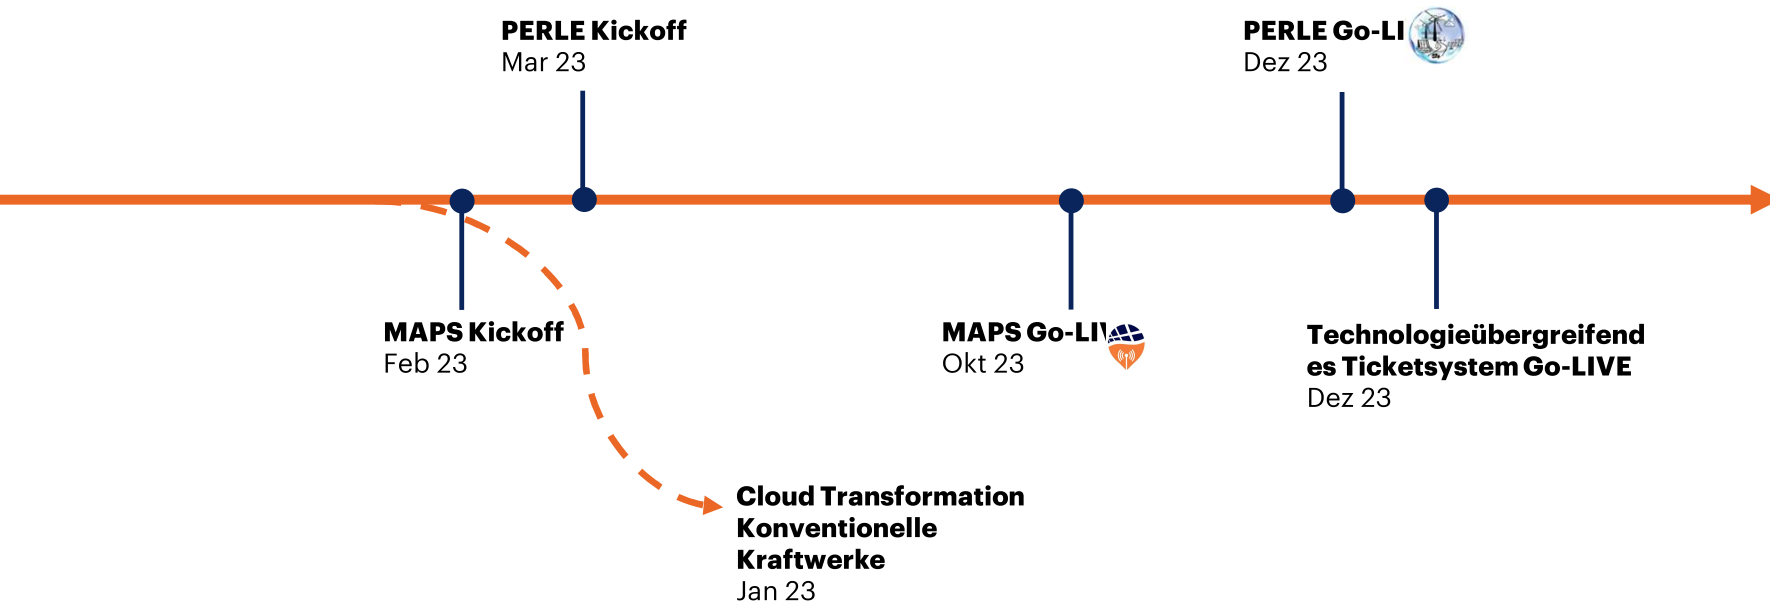 PERLE Kickoff
Mar 23
PERLE Go-LI
Dez 23
MAPS Kickoff
Feb 23
MAPS Go-LI
Okt 23
Technologieübergreifend
es Ticketsystem Go-LIVE
Dez 23
Cloud Transformation
Konventionelle
Kraftwerke
Jan 23